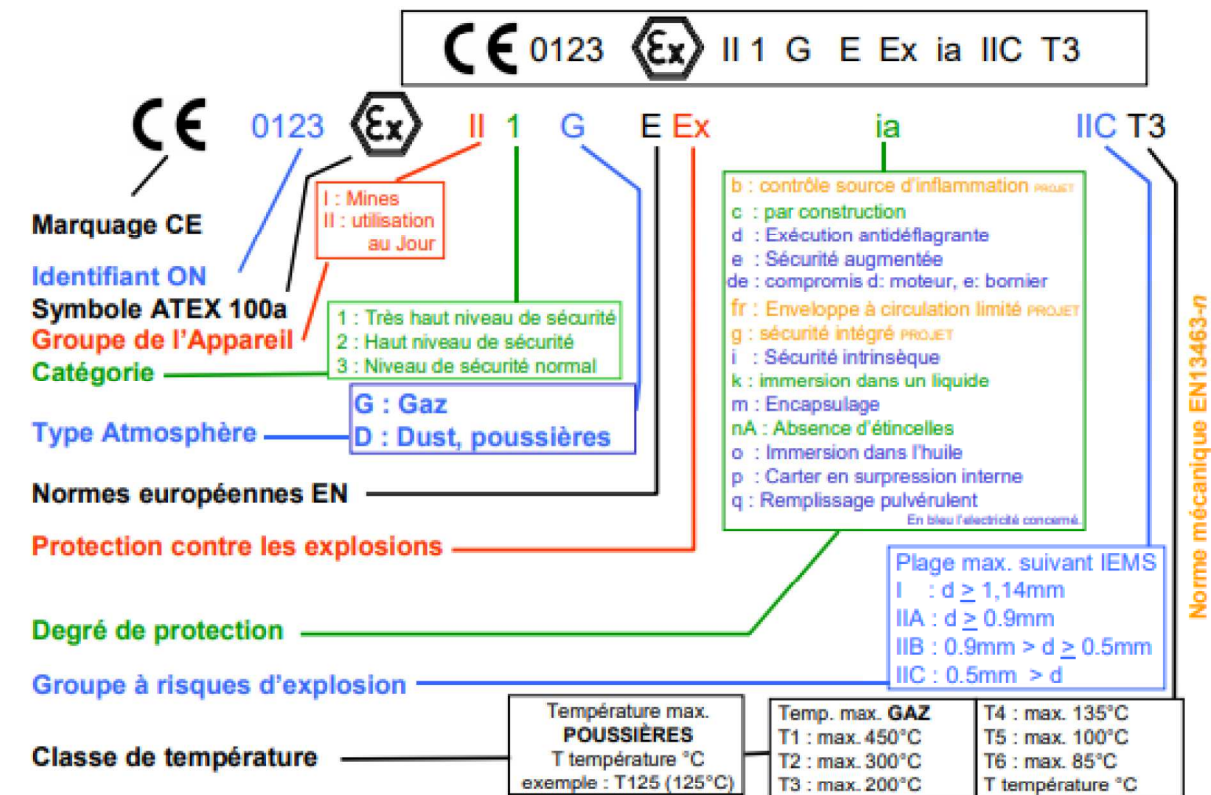 CE 0123 Ex II 1 G E Ex ia IIC T3
CE 0123 Ex II 1 G E Ex ia IIC T3
Marquage CE
Identifiant ON
Symbole ATEX 100a
Groupe de l'Appareil
Catégorie
Type Atmosphère
Normes européennes EN
Protection contre les explosions
Degré de protection
Groupe à risques d'explosion
Classe de température
I : Mines
II : utilisation
au Jour
1 : Très haut niveau de sécurité
2 : Haut niveau de sécurité
3 : Niveau de sécurité normal
G : Gaz
D : Dust, poussières
b : contrôle source d'inflammation PROJET
c : par construction
d : Exécution antidéflagrante
e : Sécurité augmentée
de : compromis d: moteur, e: bornier
fr : Enveloppe à circulation limité PROJET
g : sécurité intégré PROJET
i : Sécurité intrinsèque
k : immersion dans un liquide
m : Encapsulage
nA : Absence d'étincelles
o : Immersion dans l'huile
p : Carter en surpression interne
q : Remplissage pulvérulent
En bleu l'électricité concerné.
Plage max. suivant IEMS
I : d ≥ 1,14mm
IIA : d ≥ 0.9mm
IIB : 0.9mm > d ≥ 0.5mm
IIC : 0.5mm > d
Température max.
POUSSIÈRES
T température °C
exemple : T125 (125°C)
Temp. max. GAZ
T1 : max. 450°C
T2 : max. 300°C
T3 : max. 200°C
T4 : max. 135°C
T5 : max. 100°C
T6 : max. 85°C
T température °C
Norme mécanique EN13463-n